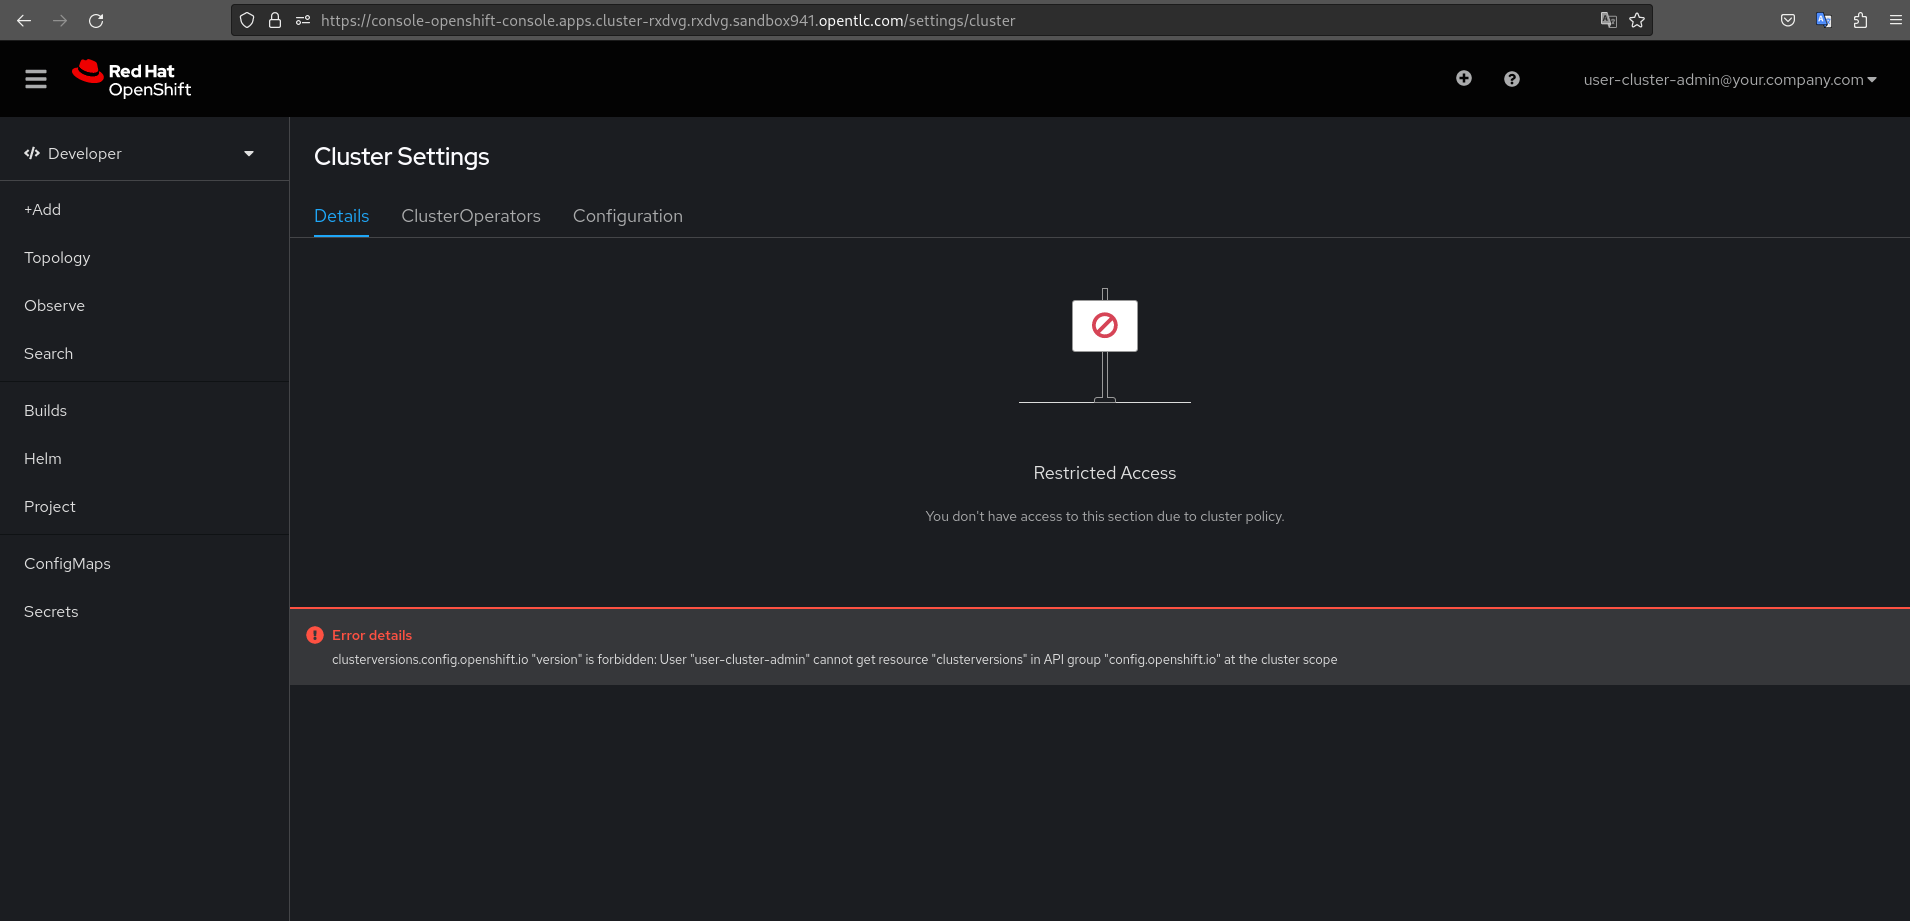 https://console-openshift-console.apps.cluster-rxdvg.rxdvg.sandbox941.opentlc.com/settings/cluster
Red Hat
OpenShift
user-cluster-admin@your.company.com
Developer
+Add
Topology
Observe
Search
Builds
Helm
Project
ConfigMaps
Secrets
Cluster Settings
Details ClusterOperators Configuration
Restricted Access
You don't have access to this section due to cluster policy.
Error details
clusterversions.config.openshift.io "version" is forbidden: User "user-cluster-admin" cannot get resource "clusterversions" in API group "config.openshift.io" at the cluster scope